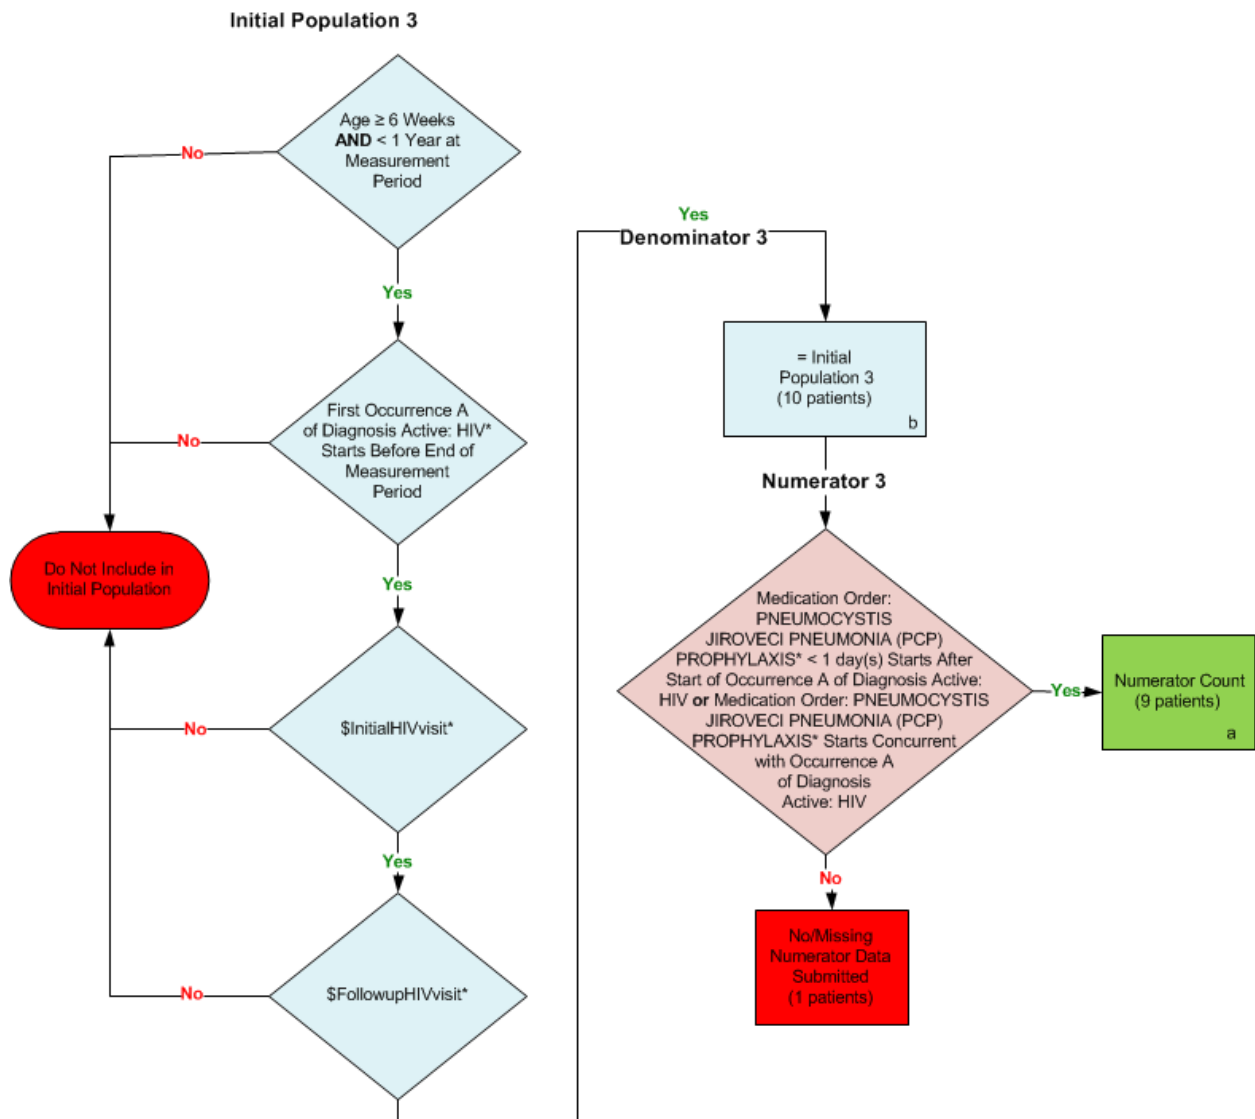 Initial Population 3
Age ≥ 6 Weeks
AND < 1 Year at
Measurement
Period
No
Yes
First Occurrence A
of Diagnosis Active: HIV*
Starts Before End of
Measurement
Period
No
Do Not Include in
Initial Population
Yes
$InitialHIVvisit*
No
Yes
$FollowupHIVvisit*
No
Yes
Denominator 3
= Initial
Population 3
(10 patients)
b
Numerator 3
Medication Order:
PNEUMOCYSTIS
JIROVECI PNEUMONIA (PCP)
PROPHYLAXIS* < 1 day(s) Starts After
Start of Occurrence A of Diagnosis Active:
HIV or Medication Order: PNEUMOCYSTIS
JIROVECI PNEUMONIA (PCP)
PROPHYLAXIS* Starts Concurrent
with Occurrence A
of Diagnosis
Active: HIV
Yes
Numerator Count
(9 patients)
a
No
No/Missing
Numerator Data
Submitted
(1 patients)